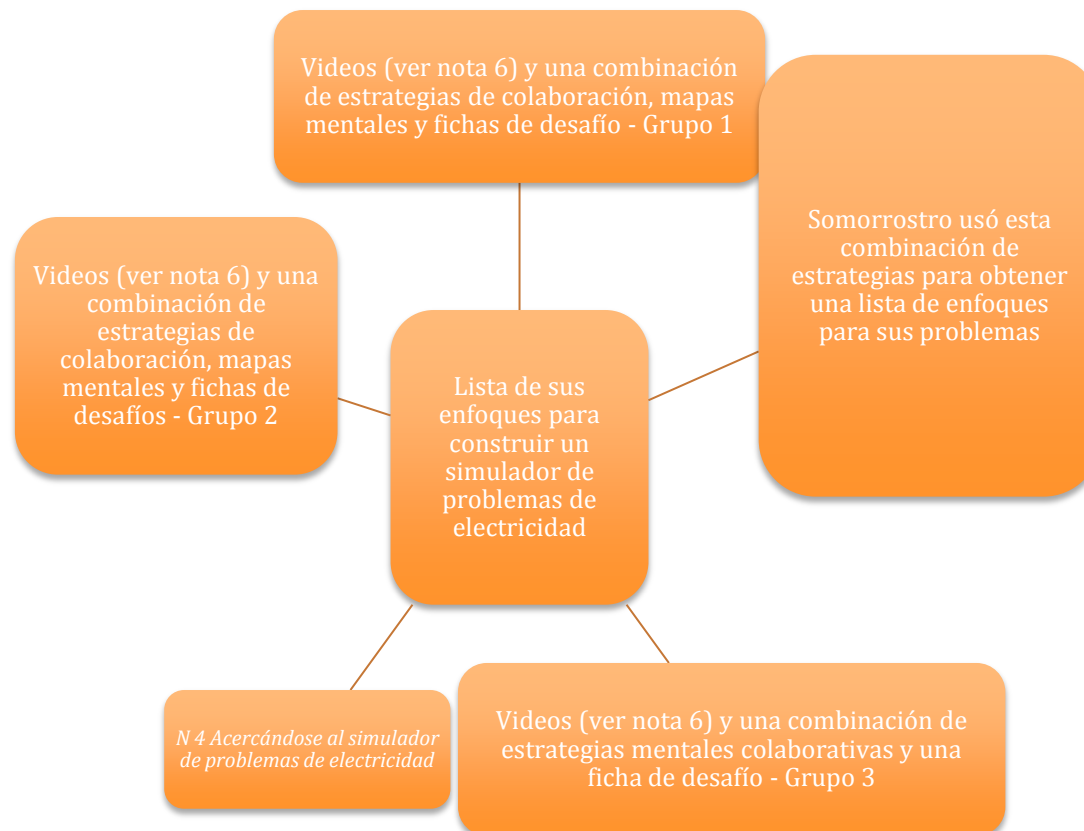 Videos (ver nota 6) y una combinación
de estrategias de colaboración, mapas
mentales y fichas de desafío - Grupo 1
Somorrostro usó esta
combinación de
estrategias para obtener
una lista de enfoques
para sus problemas
Videos (ver nota 6) y una
combinación de
estrategias de
colaboración, mapas
mentales y fichas de
desafíos - Grupo 2
Lista de sus
enfoques para
construir un
simulador de
problemas de
electricidad
N 4 Acercándose al simulador
de problemas de electricidad
Videos (ver nota 6) y una combinación de
estrategias mentales colaborativas y una
ficha de desafío - Grupo 3